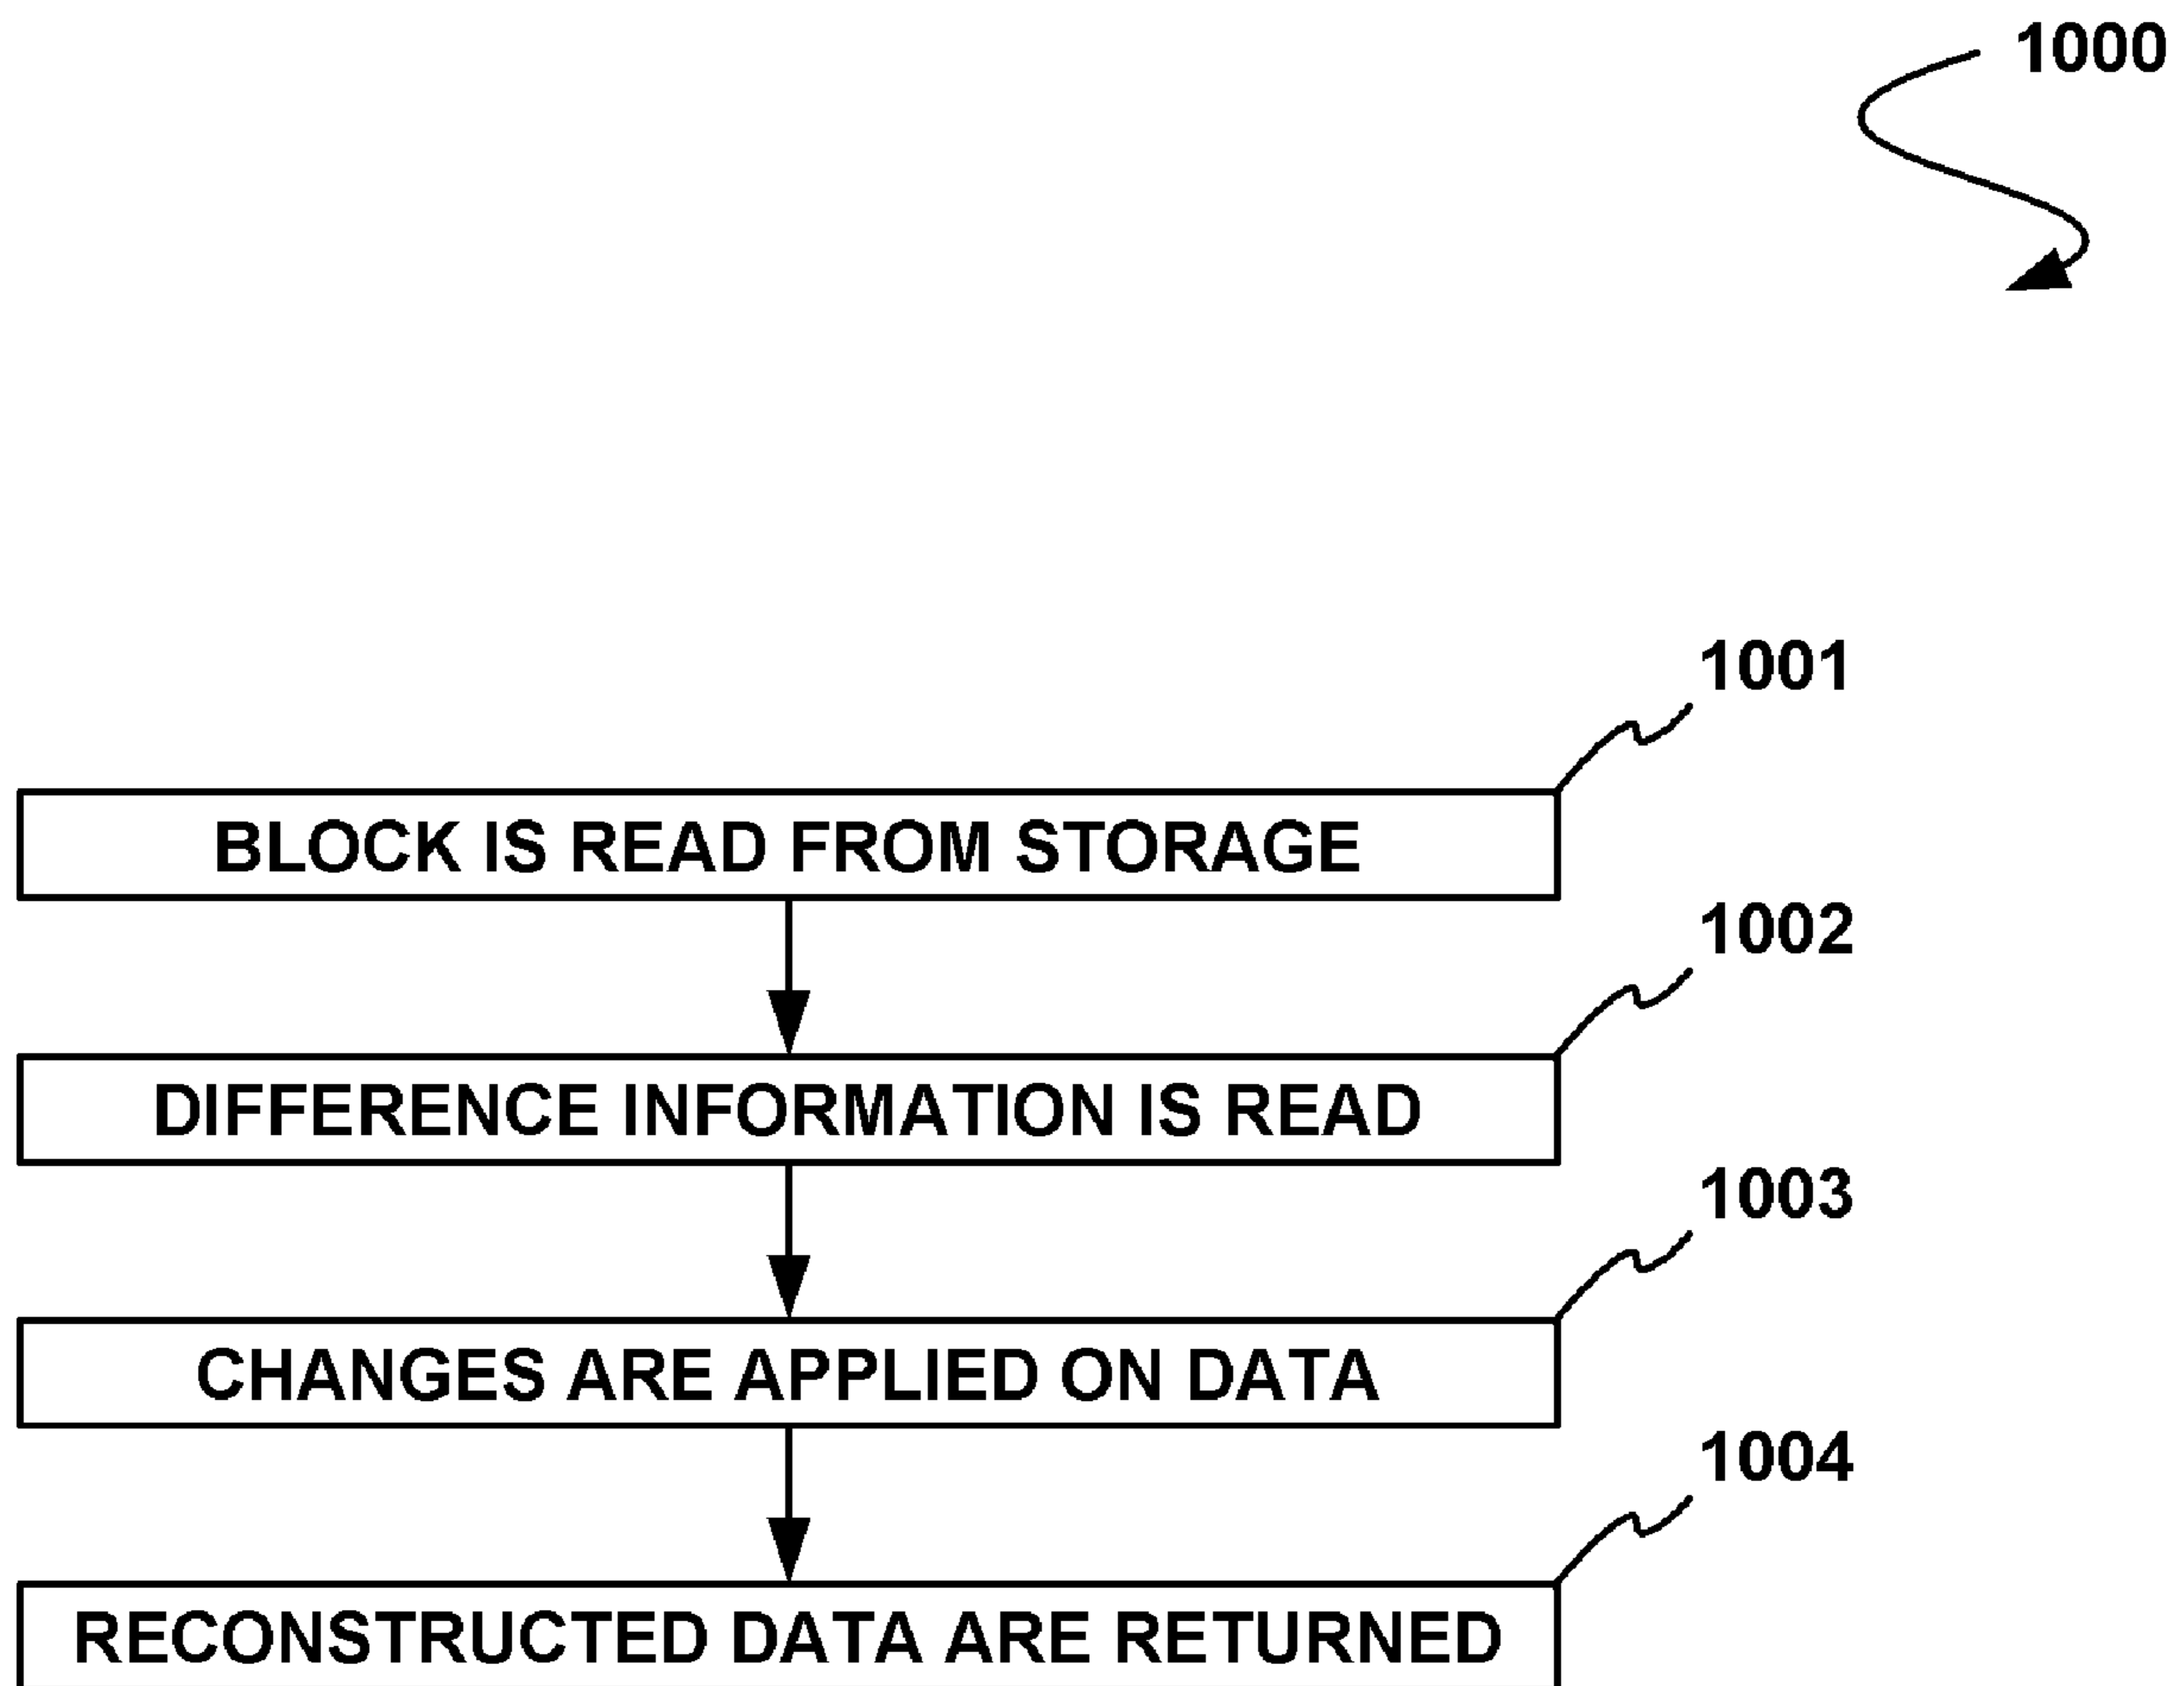 1000
1001
BLOCK IS READ FROM STORAGE
1002
DIFFERENCE INFORMATION IS READ
1003
CHANGES ARE APPLIED ON DATA
1004
RECONSTRUCTED DATA ARE RETURNED